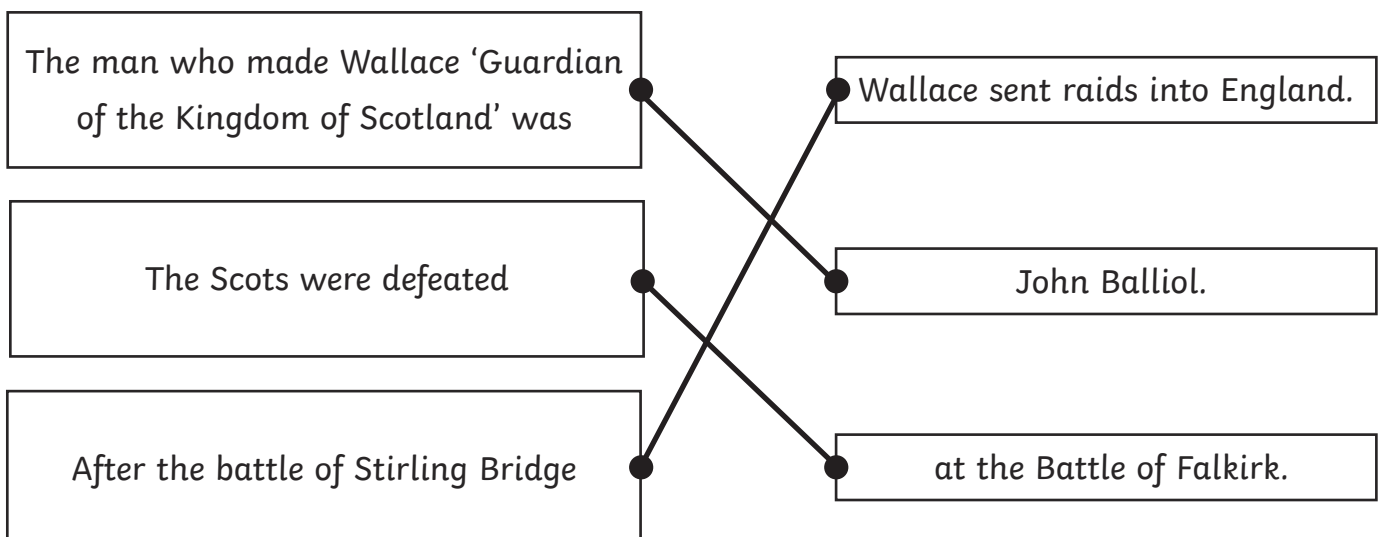 The man who made Wallace ‘Guardian
of the Kingdom of Scotland’ was
The Scots were defeated
After the battle of Stirling Bridge
Wallace sent raids into England.
John Balliol.
at the Battle of Falkirk.